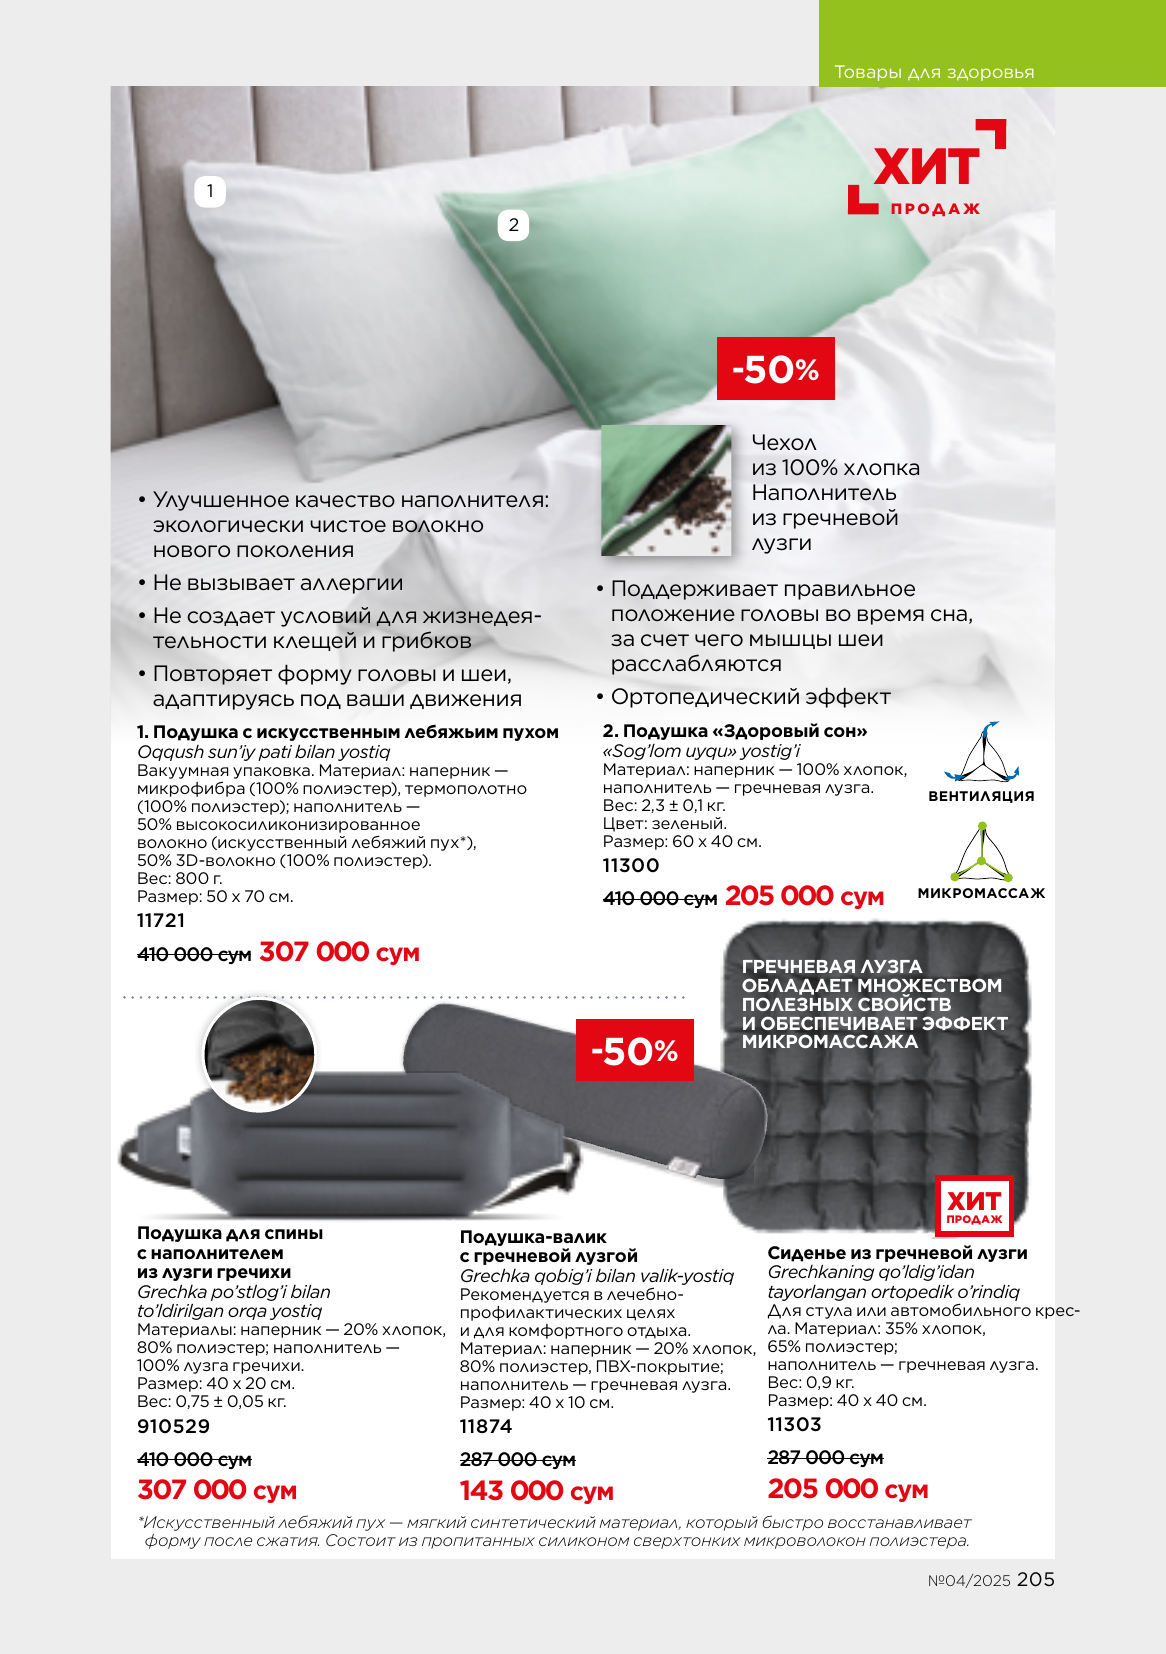 Товары для здоровья
ХИТ
ПРОДАЖ
1
2
-50%
Чехол
из 100% хлопка
Наполнитель
из гречневой
лузги
• Улучшенное качество наполнителя:
экологически чистое волокно
нового поколения
• Не вызывает аллергии
• Не создает условий для жизнедея-
тельности клещей и грибков
• Повторяет форму головы и шеи,
адаптируясь под ваши движения
• Поддерживает правильное
положение головы во время сна,
за счет чего мышцы шеи
расслабляются
• Ортопедический эффект
1. Подушка с искусственным лебяжьим пухом
Oqqush sun’iy pati bilan yostiq
Вакуумная упаковка. Материал: наперник —
микрофибра (100% полиэстер), термополотно
(100% полиэстер); наполнитель —
50% высокосиликонизированное
волокно (искусственный лебяжий пух*),
50% 3D-волокно (100% полиэстер).
Вес: 800 г.
Размер: 50 х 70 см.
11721
410 000 сум 307 000 сум
2. Подушка «Здоровый сон»
«Sog’lom uyqu» yostig’i
Материал: наперник — 100% хлопок,
наполнитель — гречневая лузга.
Вес: 2,3 ± 0,1 кг.
Цвет: зеленый.
Размер: 60 х 40 см.
11300
410 000 сум 205 000 сум
ВЕНТИЛЯЦИЯ
МИКРОМАССАЖ
ГРЕЧНЕВАЯ ЛУЗГА
ОБЛАДАЕТ МНОЖЕСТВОМ
ПОЛЕЗНЫХ СВОЙСТВ
И ОБЕСПЕЧИВАЕТ ЭФФЕКТ
МИКРОМАССАЖА
-50%
ХИТ
ПРОДАЖ
Подушка для спины
с наполнителем
из лузги гречихи
Grechka po’stlog’i bilan
to’ldirilgan orqa yostiq
Материалы: наперник — 20% хлопок,
80% полиэстер; наполнитель —
100% лузга гречихи.
Размер: 40 х 20 см.
Вес: 0,75 ± 0,05 кг.
910529
410 000 сум
307 000 сум
Подушка-валик
с гречневой лузгой
Grechka qobig’i bilan valik-yostiq
Рекомендуется в лечебно-
профилактических целях
и для комфортного отдыха.
Материал: наперник — 20% хлопок,
80% полиэстер, ПВХ-покрытие;
наполнитель — гречневая лузга.
Размер: 40 х 10 см.
11874
287 000 сум
143 000 сум
Сиденье из гречневой лузги
Grechkaning qo’ldig’idan
tayorlangan ortopedik o’rindiq
Для стула или автомобильного крес-
ла. Материал: 35% хлопок,
65% полиэстер;
наполнитель — гречневая лузга.
Вес: 0,9 кг.
Размер: 40 х 40 см.
11303
287 000 сум
205 000 сум
*Искусственный лебяжий пух — мягкий синтетический материал, который быстро восстанавливает
форму после сжатия. Состоит из пропитанных силиконом сверхтонких микроволокон полиэстера.
№04/2025 205